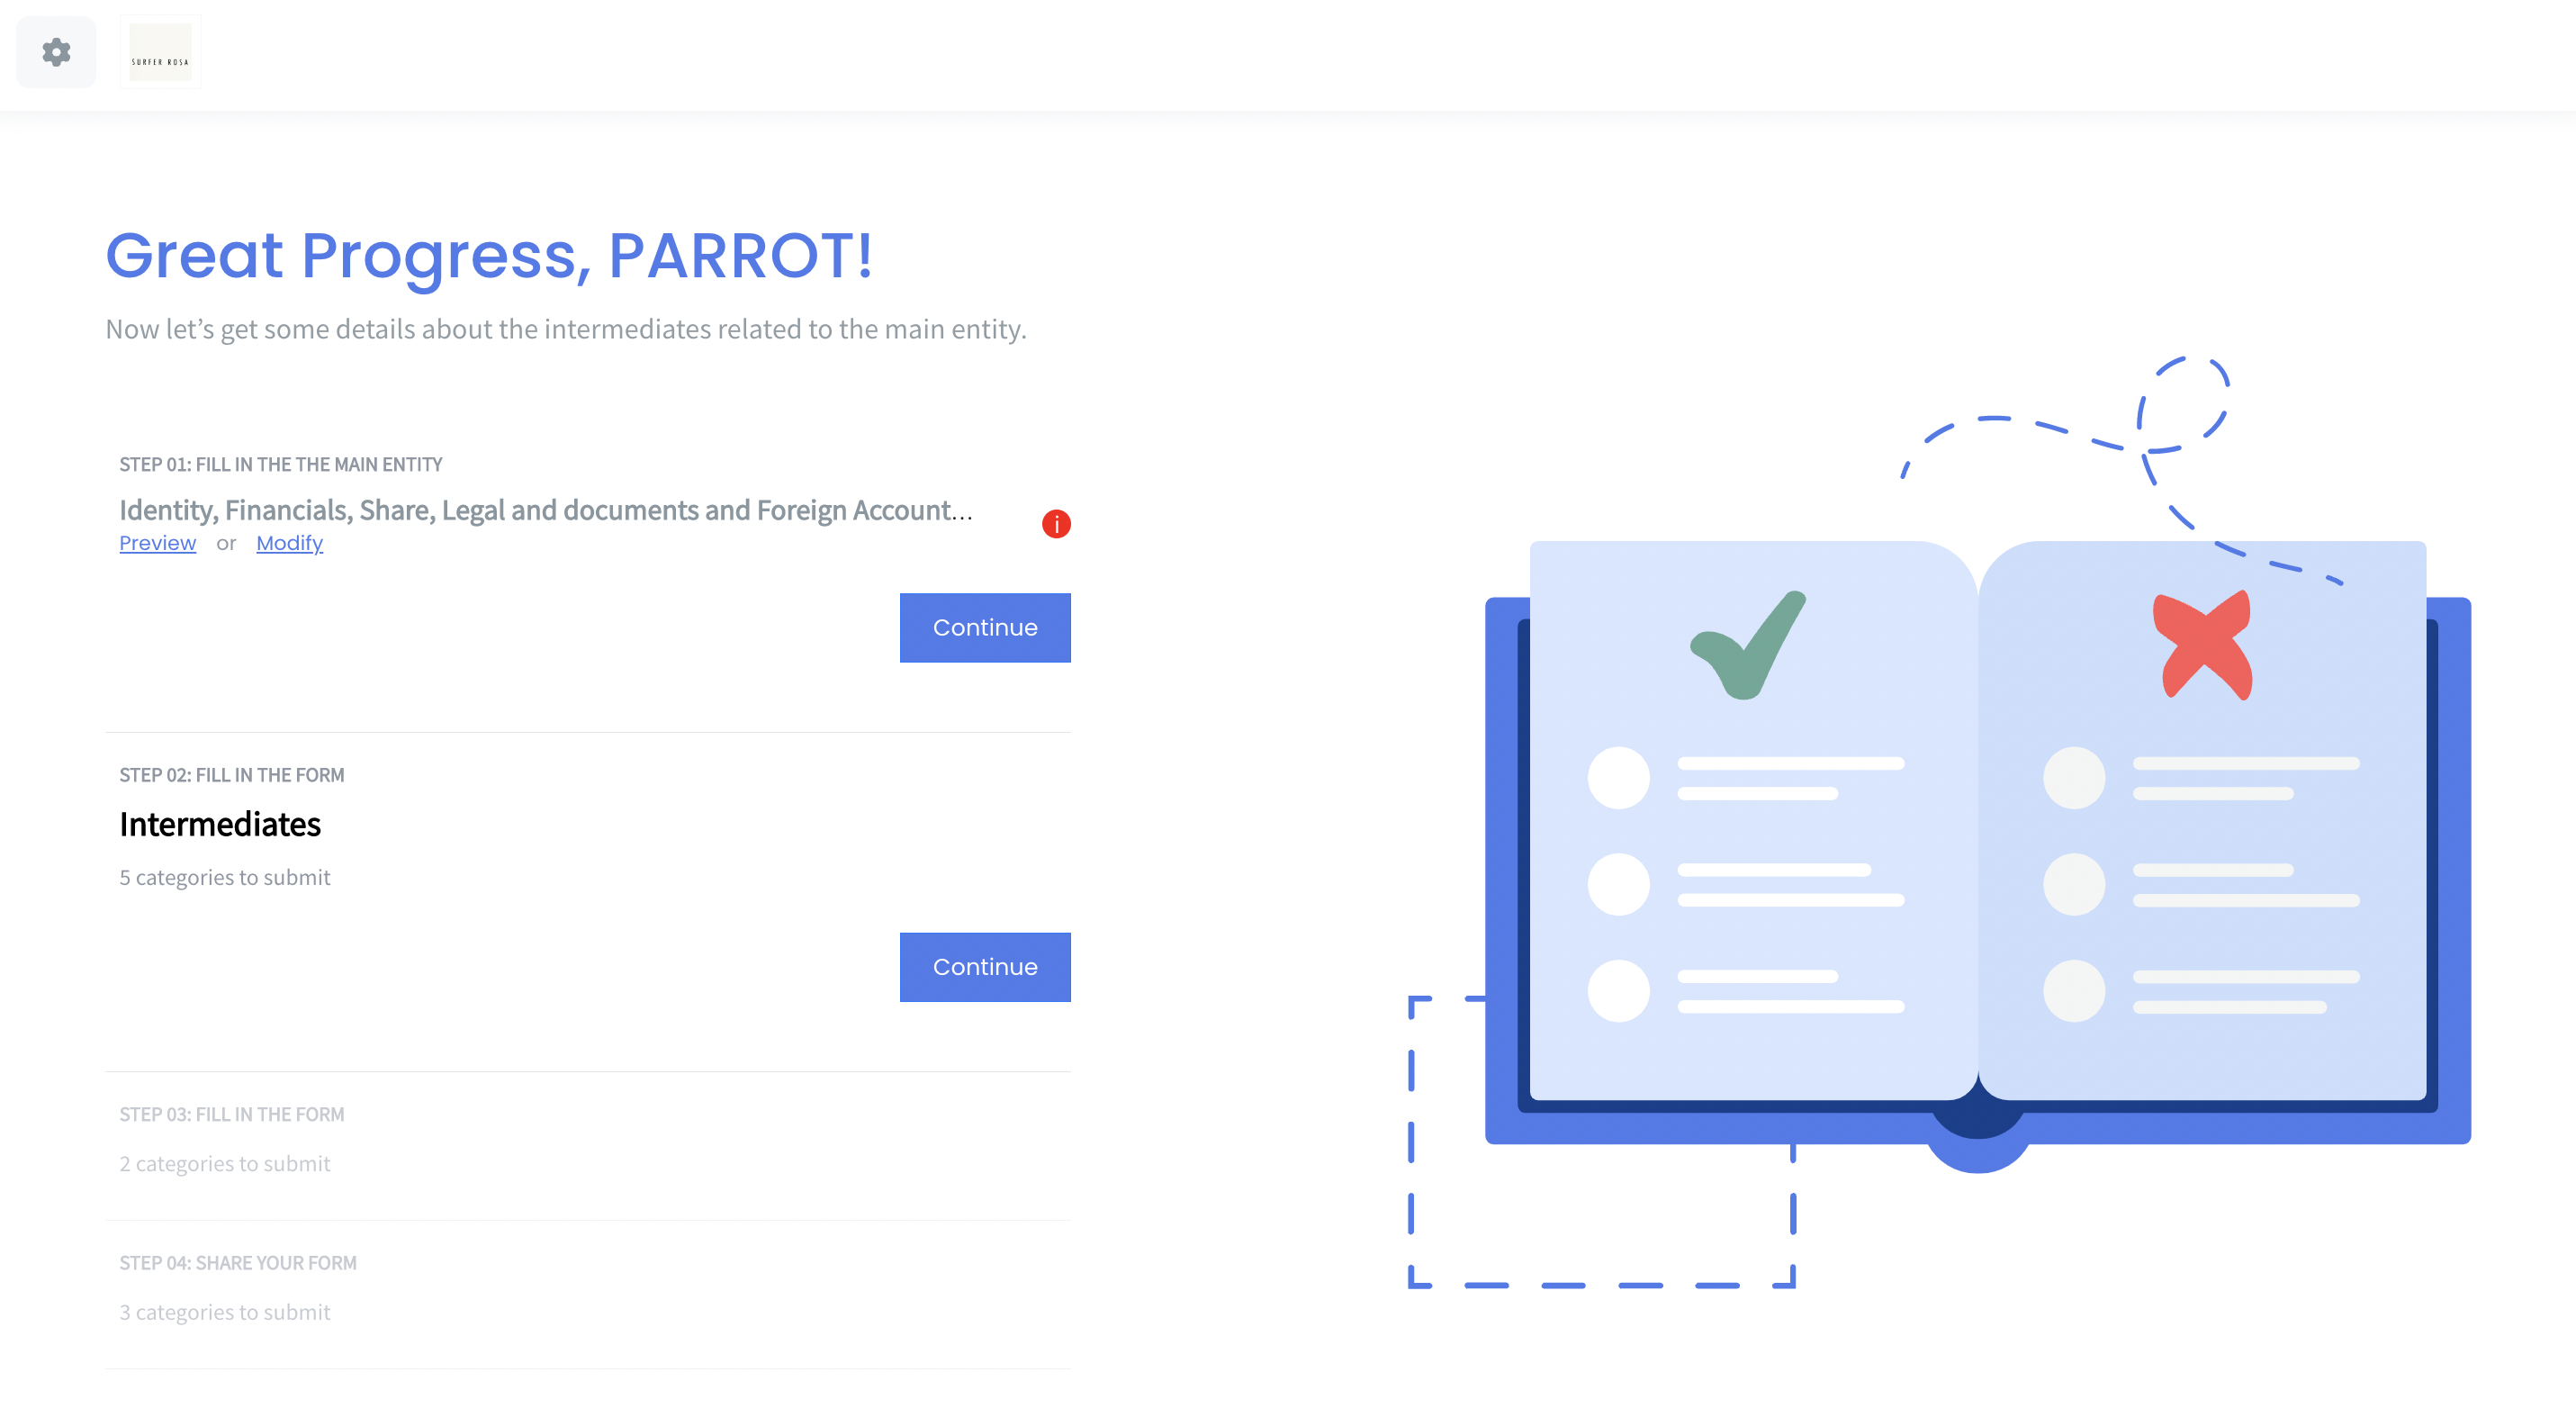 SURFER ROSA
Great Progress, PARROT!
Now let’s get some details about the intermediates related to the main entity.
STEP 01: FILL IN THE THE MAIN ENTITY
Identity, Financials, Share, Legal and documents and Foreign Account...
Preview or Modify
Continue
STEP 02: FILL IN THE FORM
Intermediates
5 categories to submit
Continue
STEP 03: FILL IN THE FORM
2 categories to submit
STEP 04: SHARE YOUR FORM
3 categories to submit